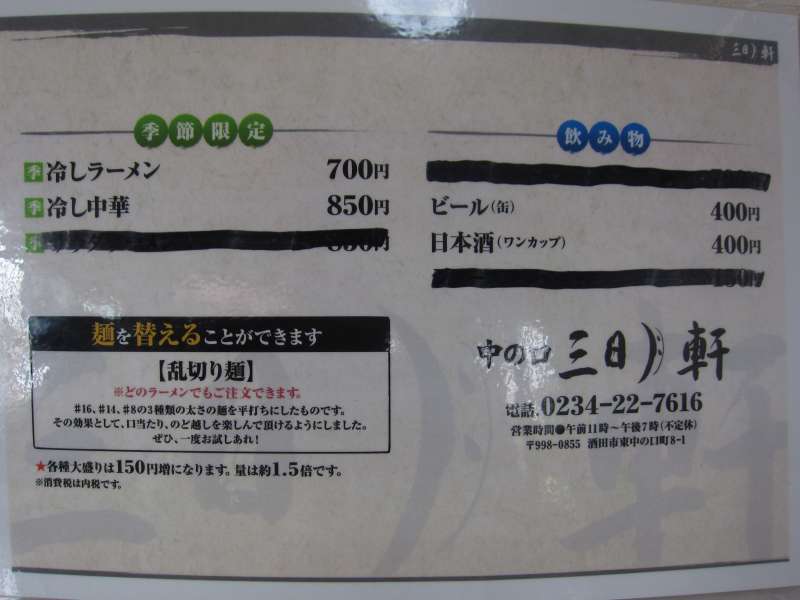 三日月軒
季節限定
季 冷しラーメン 700円
季 冷し中華 850円
麺を替えることができます
【乱切り麺】
※どのラーメンでもご注文できます。
#16、#14、#8の3種類の太さの麺を平打ちにしたものです。
その効果として、口当たり、のど越しを楽しんで頂けるようにしました。
ぜひ、一度お試しあれ!
★各種大盛りは150円増になります。量は約1.5倍です。
※消費税は内税です。
飲み物
ビール(缶) 400円
日本酒(ワンカップ) 400円
中の口 三日月軒
電話.0234-22-7616
営業時間●午前11時〜午後7時(不定休)
〒998-0855 酒田市東中の口町8-1